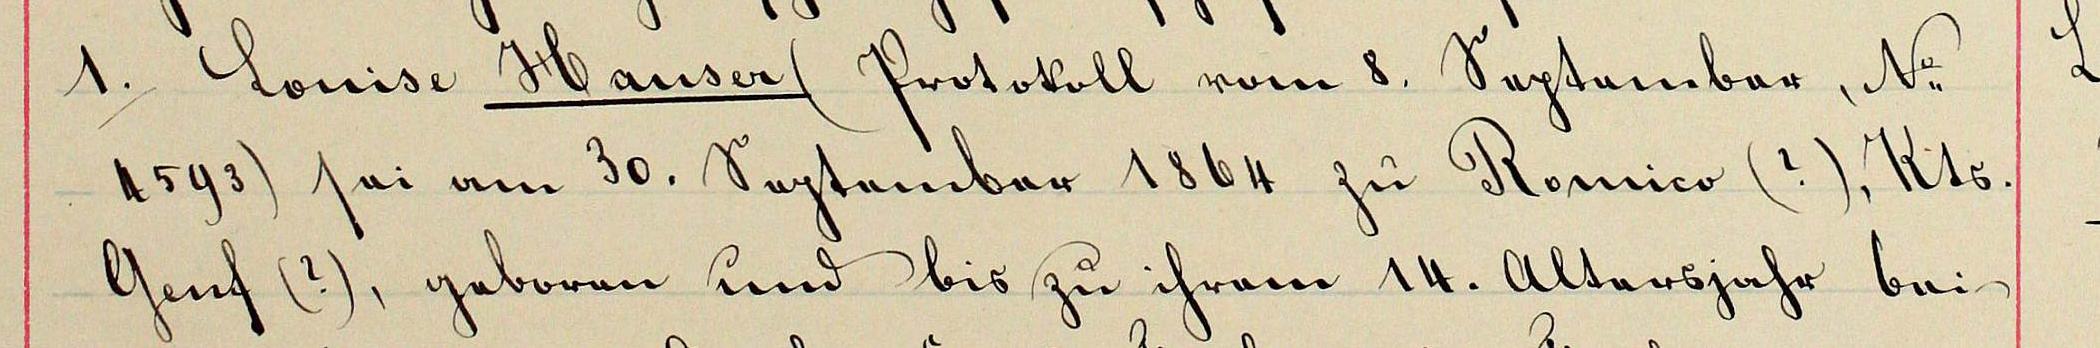 1. Louise Hauser (Protokoll vom 8. September, No
4593) sei am 30. September 1864 zu Romico (?), Kts.
Genf (?), geboren und bis zu ihrem 14. Altersjahr bei